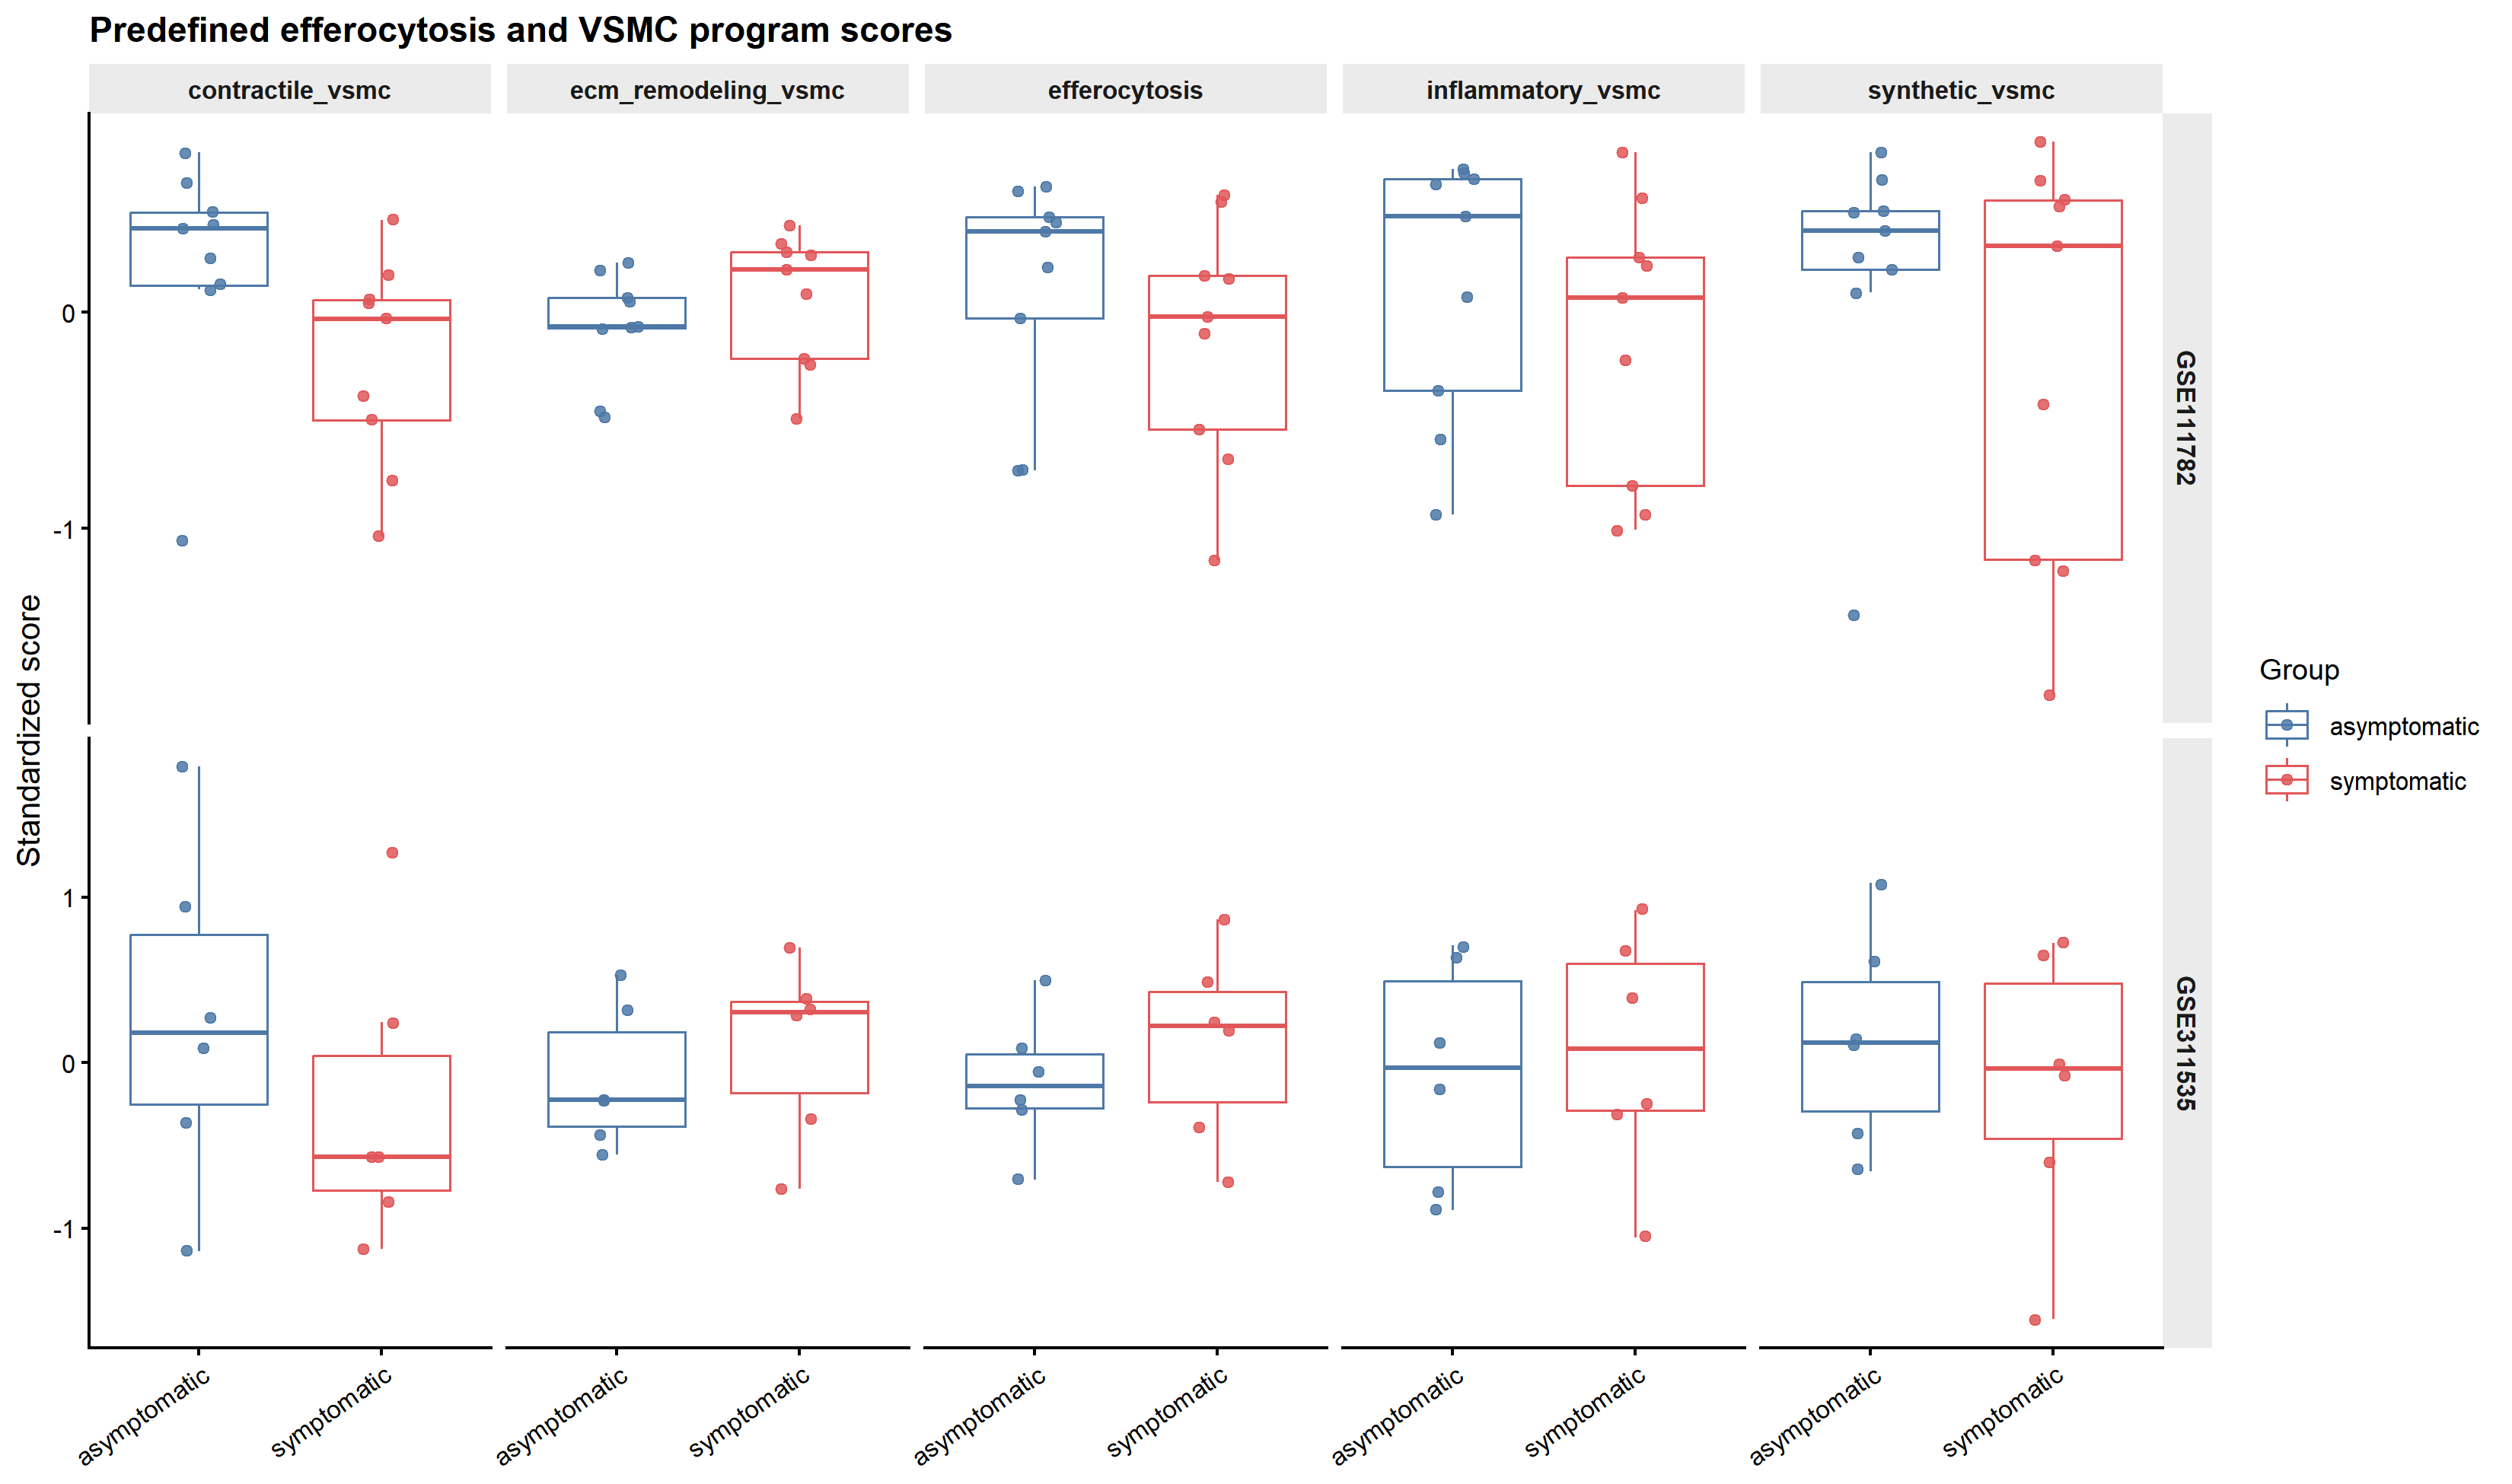 Predefined efferocytosis and VSMC program scores
contractile_vsmc
ecm_remodeling_vsmc
efferocytosis
inflammatory_vsmc
synthetic_vsmc
0
-1
GSE111782
Standardized score
1
0
-1
GSE311535
asymptomatic
symptomatic
asymptomatic
symptomatic
asymptomatic
symptomatic
asymptomatic
symptomatic
asymptomatic
symptomatic
Group
asymptomatic
symptomatic